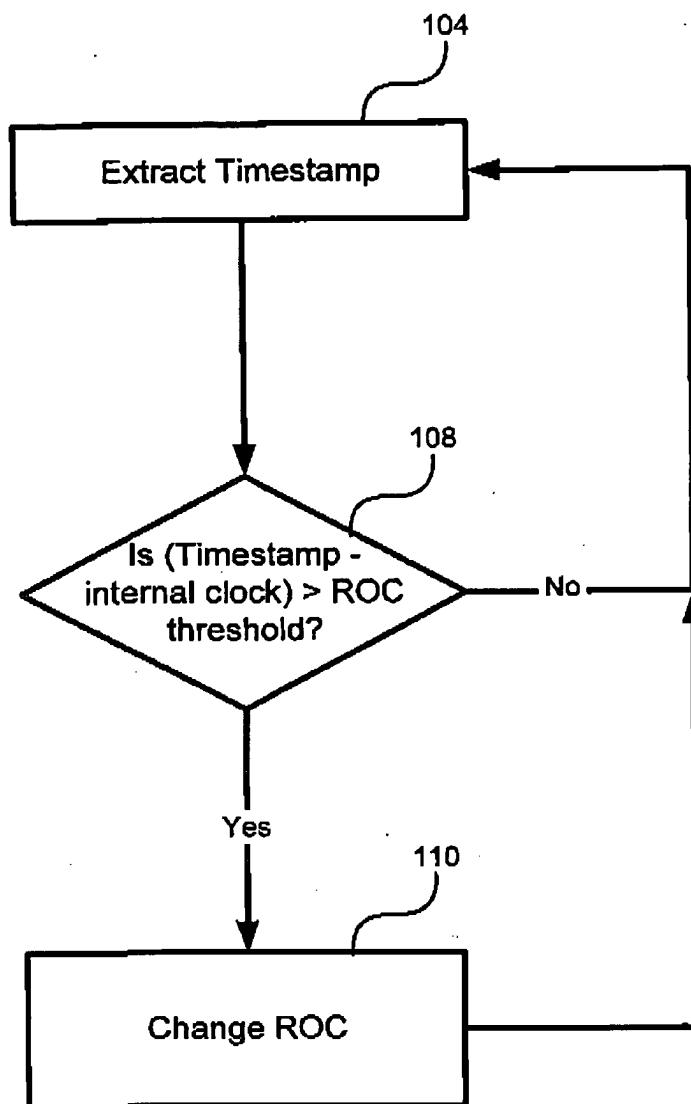 104
Extract Timestamp
108
Is (Timestamp -
internal clock) > ROC
threshold?
No
Yes
110
Change ROC